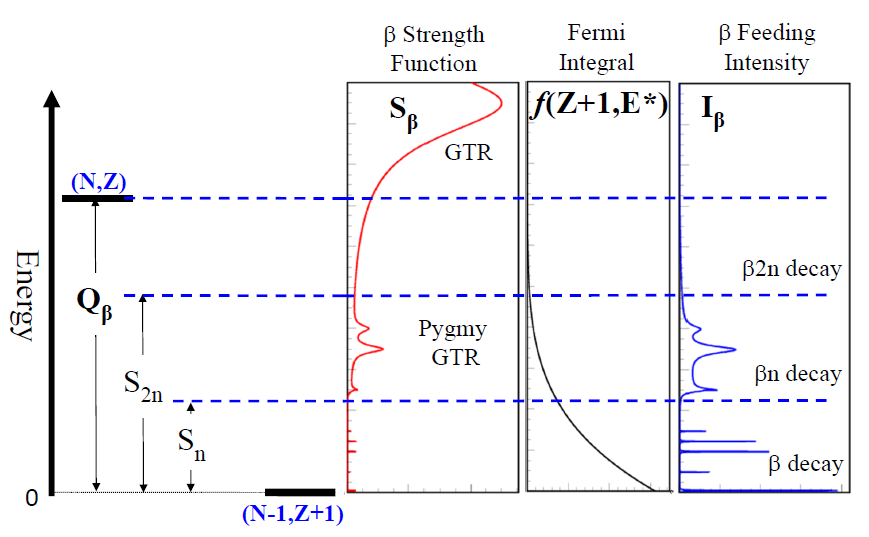 β Strength
Function
Fermi
Integral
β Feeding
Intensity
Sβ
f(Z+1,E*)
Iβ
GTR
(N,Z)
Energy
Qβ
β2n decay
Pygmy
GTR
S2n
βn decay
Sn
β decay
0
(N-1,Z+1)